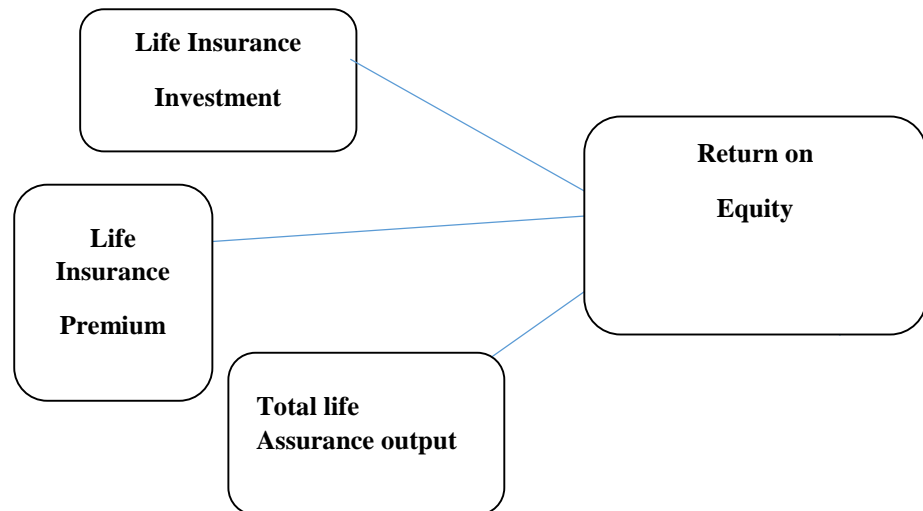 Life Insurance
Investment
Return on
Equity
Life
Insurance
Premium
Total life
Assurance output